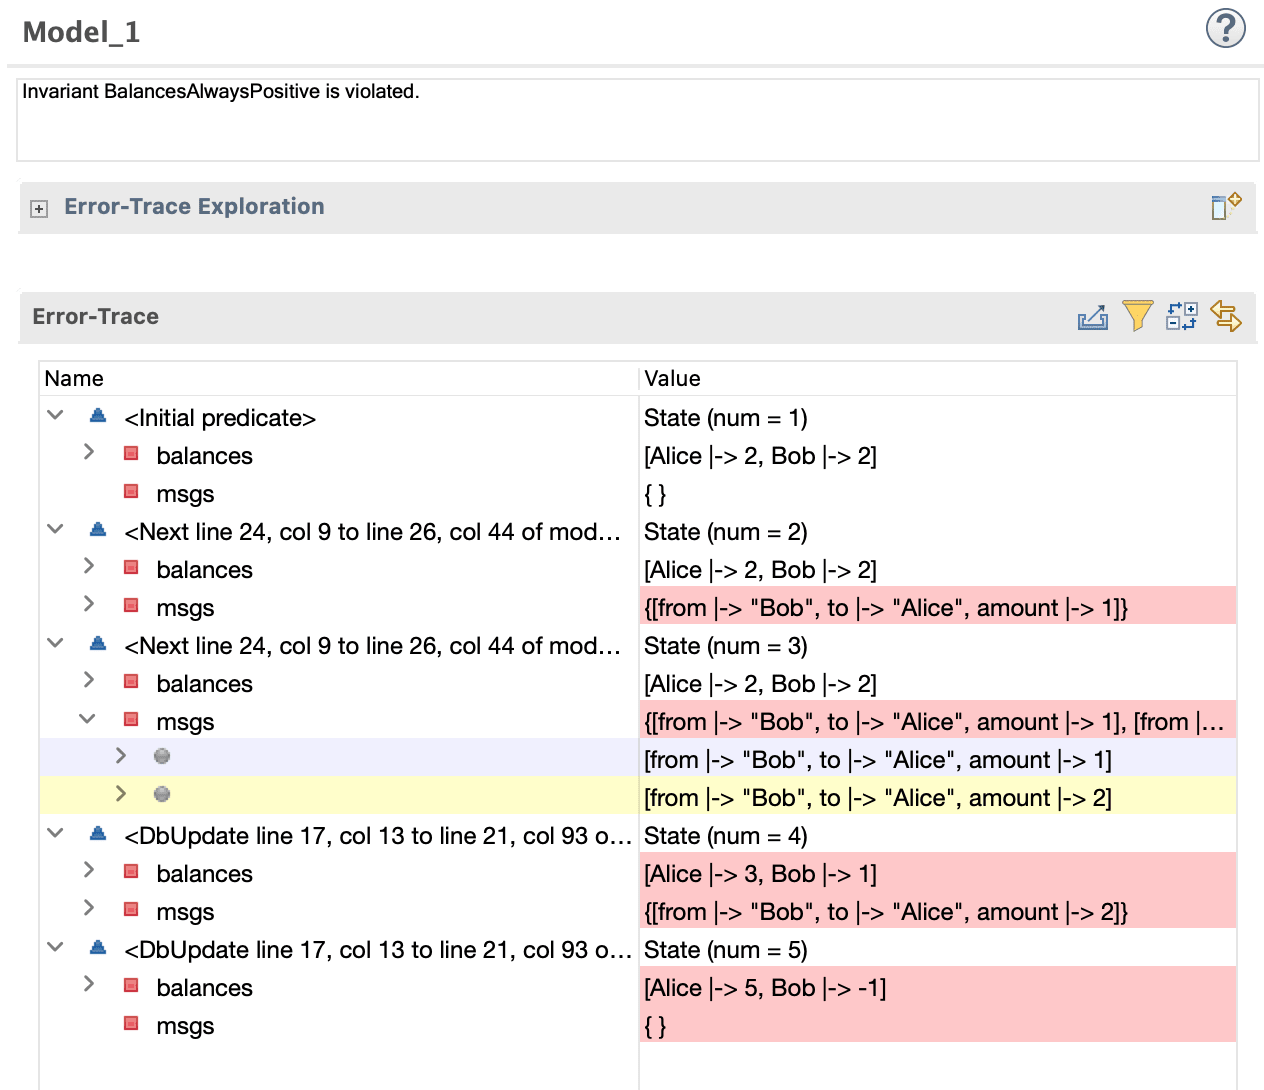 Model_1
?
Invariant BalancesAlwaysPositive is violated.
Error-Trace Exploration
Error-Trace
Name Value
<Initial predicate> State (num = 1)
balances [Alice |-> 2, Bob |-> 2]
msgs { }
<Next line 24, col 9 to line 26, col 44 of mod... State (num = 2)
balances [Alice |-> 2, Bob |-> 2]
msgs {[from |-> "Bob", to |-> "Alice", amount |-> 1]}
<Next line 24, col 9 to line 26, col 44 of mod... State (num = 3)
balances [Alice |-> 2, Bob |-> 2]
msgs {[from |-> "Bob", to |-> "Alice", amount |-> 1], [from |...
[from |-> "Bob", to |-> "Alice", amount |-> 1]
[from |-> "Bob", to |-> "Alice", amount |-> 2]
<DbUpdate line 17, col 13 to line 21, col 93 o... State (num = 4)
balances [Alice |-> 3, Bob |-> 1]
msgs {[from |-> "Bob", to |-> "Alice", amount |-> 2]}
<DbUpdate line 17, col 13 to line 21, col 93 o... State (num = 5)
balances [Alice |-> 5, Bob |-> -1]
msgs { }